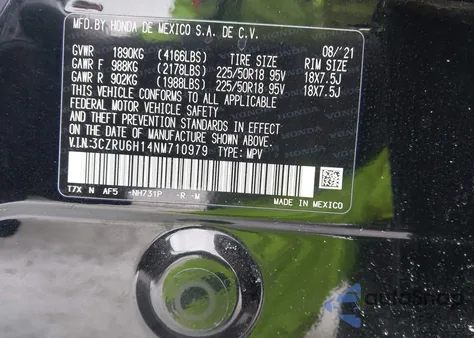 MFD.BY HONDA DE MEXICO S.A. DE C.V.
08/'21
GVWR 1890KG (4166LBS) TIRE SIZE RIM SIZE
GAWR F 988KG (2178LBS) 225/50R18 95V 18X7.5J
GAWR R 902KG (1988LBS) 225/50R18 95V 18X7.5J
THIS VEHICLE CONFORMS TO ALL APPLICABLE
FEDERAL MOTOR VEHICLE SAFETY
AND THEFT PREVENTION STANDARDS IN EFFECT
ON THE DATE OF MANUFACTURE SHOWN ABOVE.
V.I.N:3CZRU6H14NM710979 TYPE: MPV
T7X N AF5 -NH731P -R -W
MADE IN MEXICO
autoSnap